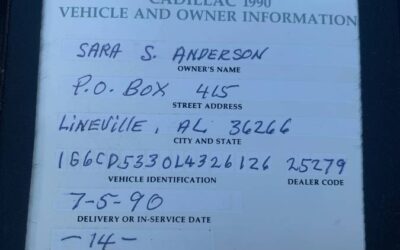 CADILLAC 1990
VEHICLE AND OWNER INFORMATION
SARA S. ANDERSON
OWNER'S NAME
P.O. BOX 415
STREET ADDRESS
LINEVILLE, AL 36266
CITY AND STATE
1G6CD5330L4326126 25279
VEHICLE IDENTIFICATION DEALER CODE
7-5-90
DELIVERY OR IN-SERVICE DATE
-14-